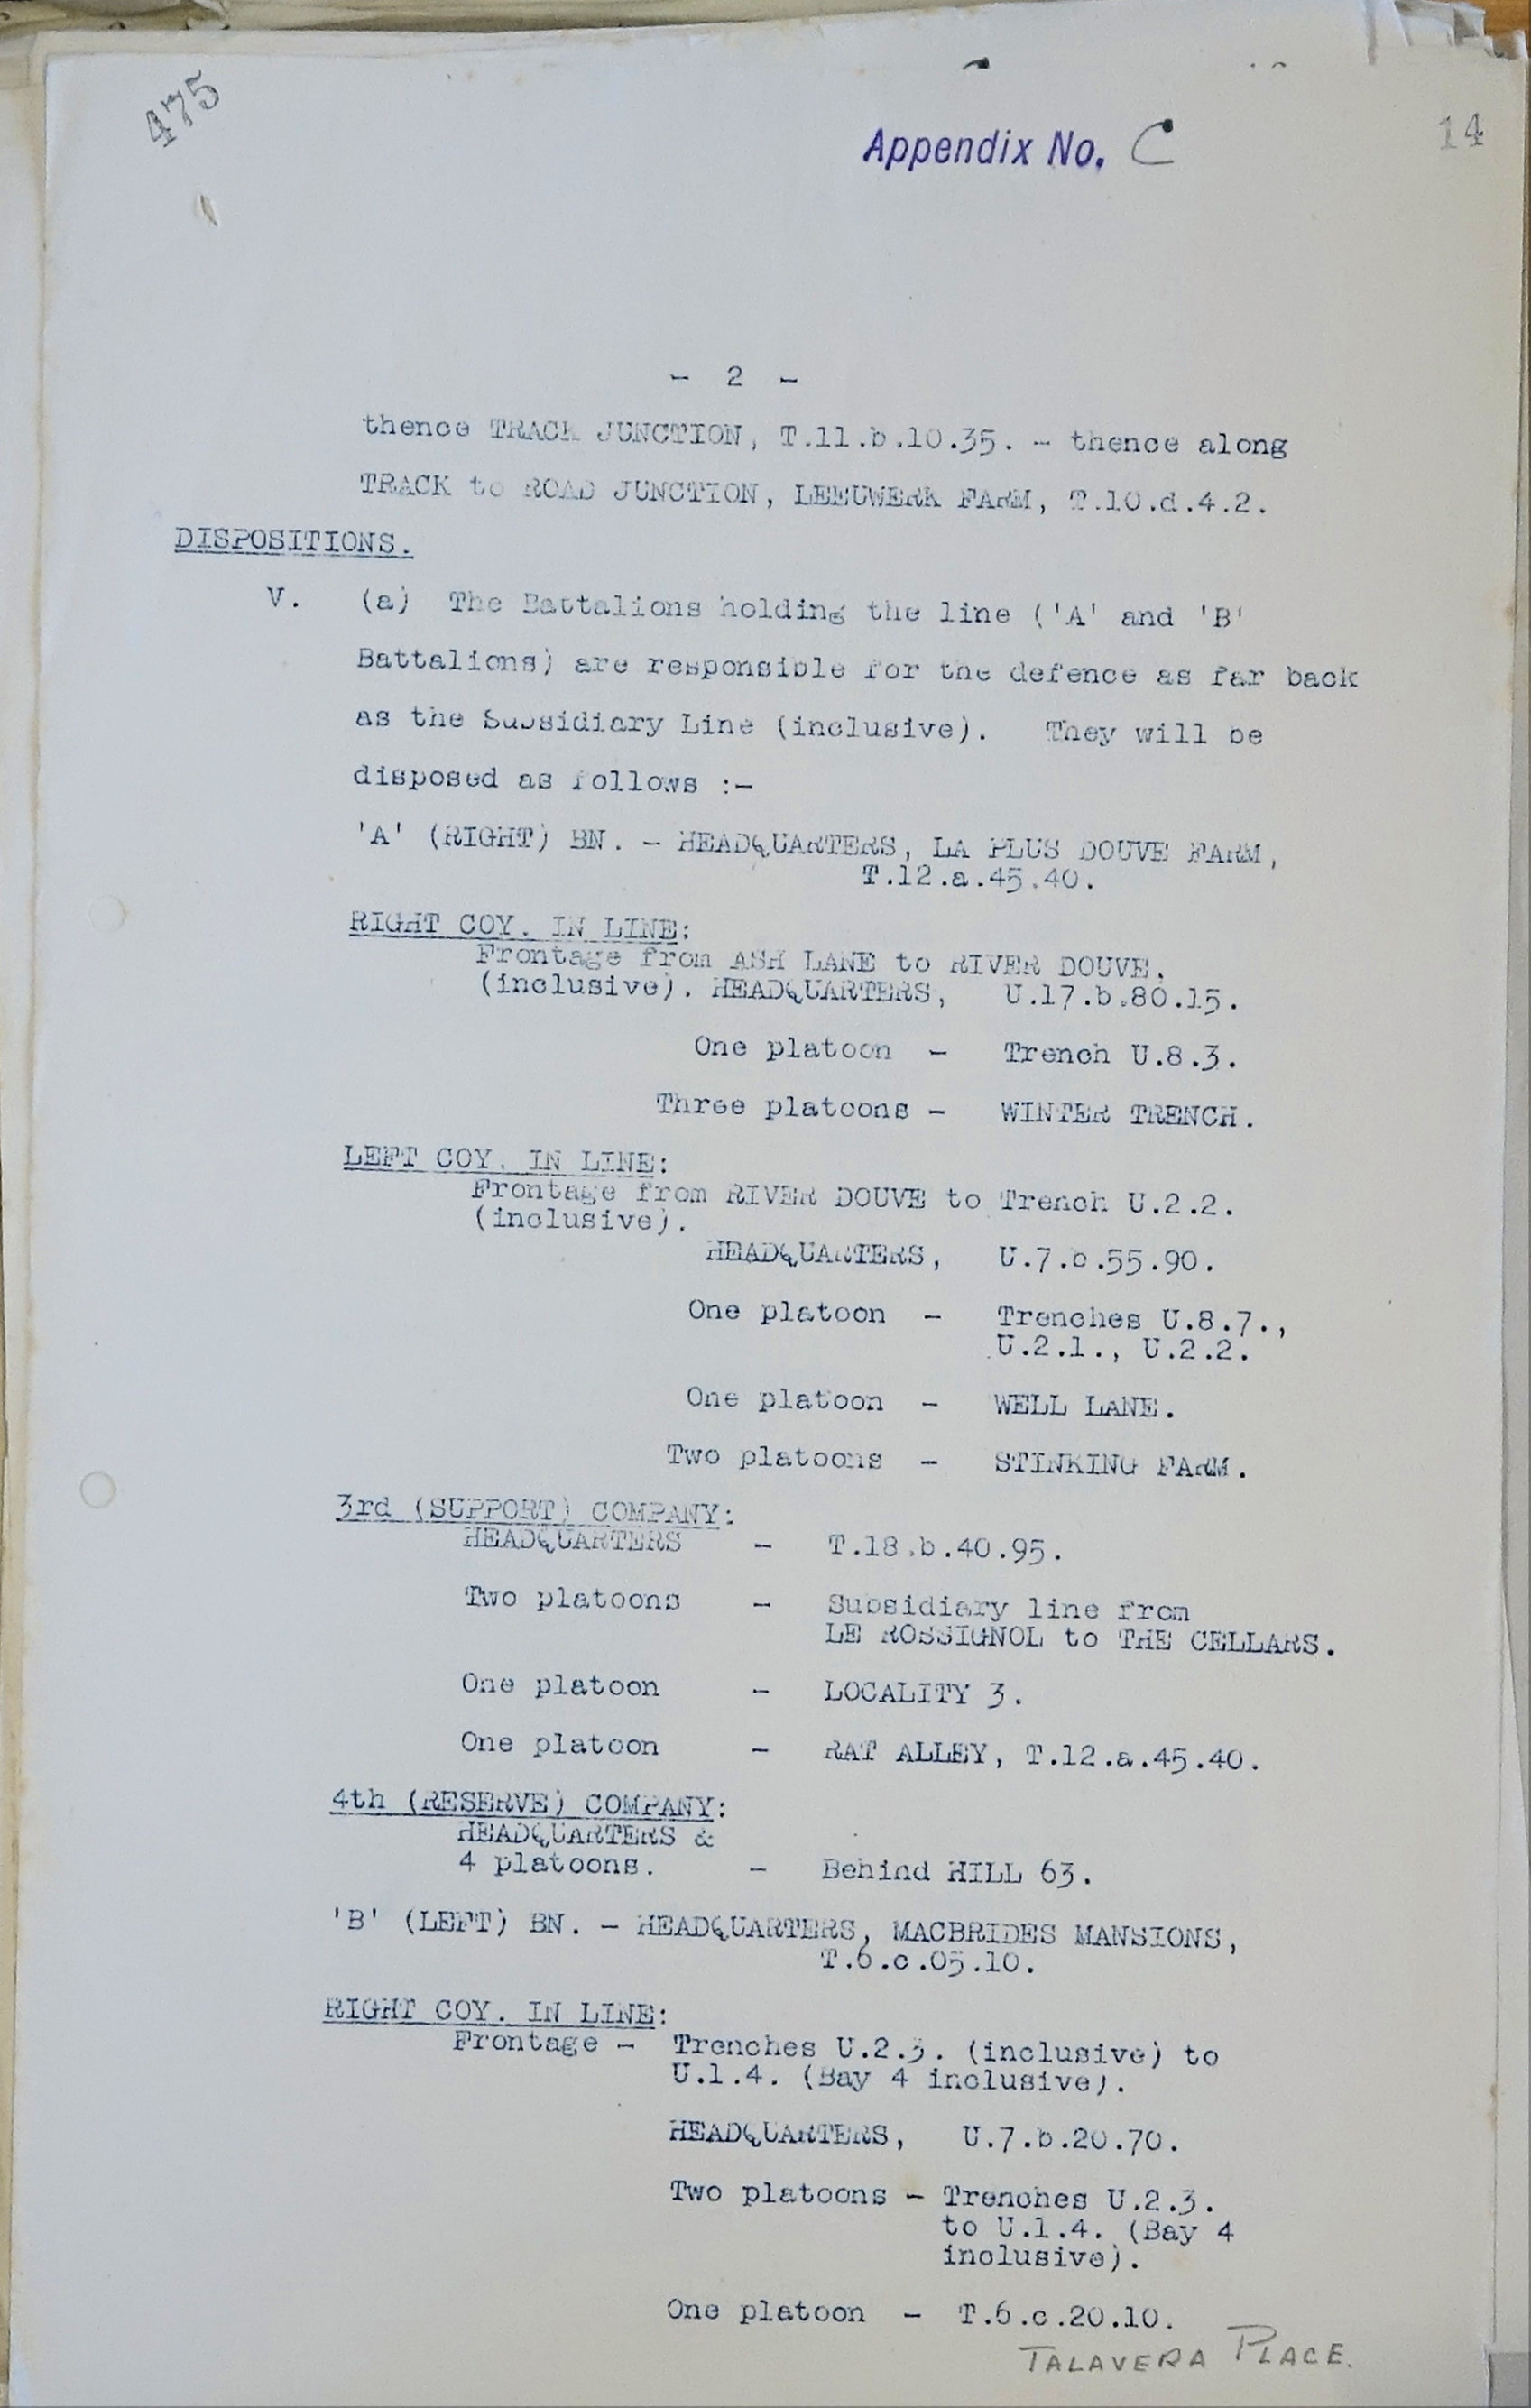 475
Appendix No. C
14
- 2 -
thence TRACK JUNCTION, T.11.b.10.35. - thence along
TRACK to ROAD JUNCTION, LEEUWERK FARM, T.10.d.4.2.
DISPOSITIONS.
V. (a) The Battalions holding the line ('A' and 'B'
Battalions) are responsible for the defence as far back
as the Subsidiary Line (inclusive). They will be
disposed as follows :-
'A' (RIGHT) BN. - HEADQUARTERS, LA PLUS DOUVE FARM,
T.12.a.45.40.
RIGHT COY. IN LINE:
Frontage from ASH LANE to RIVER DOUVE.
(inclusive). HEADQUARTERS, U.17.b.80.15.
One platoon - Trench U.8.3.
Three platoons - WINTER TRENCH.
LEFT COY. IN LINE:
Frontage from RIVER DOUVE to Trench U.2.2.
(inclusive).
HEADQUARTERS, U.7.b.55.90.
One platoon - Trenches U.8.7.,
U.2.1., U.2.2.
One platoon - WELL LANE.
Two platoons - STINKING FARM.
3rd (SUPPORT) COMPANY:
HEADQUARTERS - T.18.b.40.95.
Two platoons - Subsidiary line from
LE ROSSIGNOL to THE CELLARS.
One platoon - LOCALITY 3.
One platoon - RAT ALLEY, T.12.a.45.40.
4th (RESERVE) COMPANY:
HEADQUARTERS &
4 platoons. - Behind HILL 63.
'B' (LEFT) BN. - HEADQUARTERS, MACBRIDES MANSIONS,
T.6.c.05.10.
RIGHT COY. IN LINE:
Frontage - Trenches U.2.3. (inclusive) to
U.1.4. (Bay 4 inclusive).
HEADQUARTERS, U.7.b.20.70.
Two platoons - Trenches U.2.3.
to U.1.4. (Bay 4
inclusive).
One platoon - T.6.c.20.10.
TALAVERA PLACE.